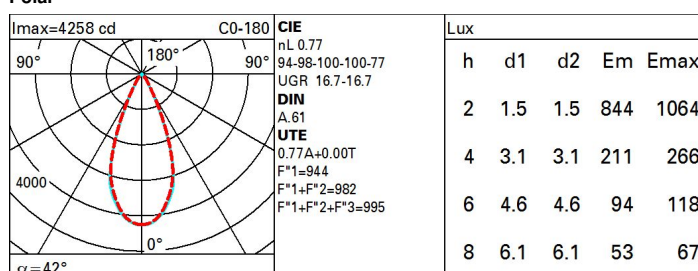 Polar
Imax=4258 cd C0-180
90° 180° 90°
4000
0°
α=42°
CIE
nL 0.77
94-98-100-100-77
UGR 16.7-16.7
DIN
A.61
UTE
0.77A+0.00T
F"1=944
F"1+F"2=982
F"1+F"2+F"3=995
Lux
h d1 d2 Em Emax
2 1.5 1.5 844 1064
4 3.1 3.1 211 266
6 4.6 4.6 94 118
8 6.1 6.1 53 67